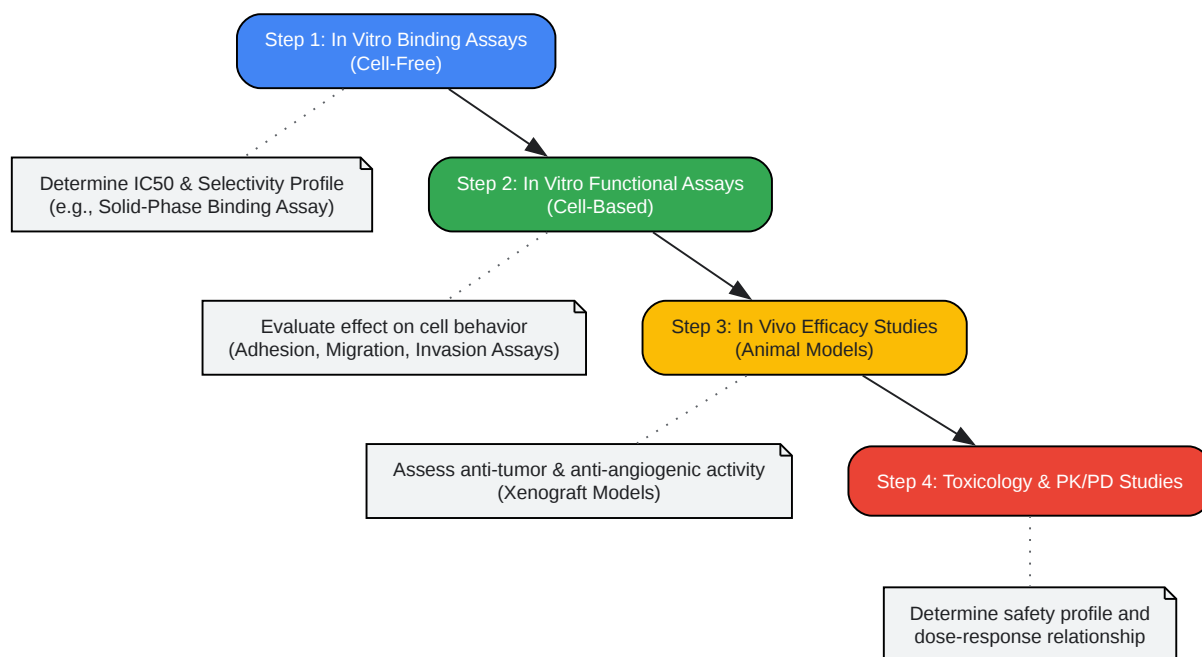 Step 1: In Vitro Binding Assays
(Cell-Free)
Determine IC50 & Selectivity Profile
(e.g., Solid-Phase Binding Assay)
Step 2: In Vitro Functional Assays
(Cell-Based)
Evaluate effect on cell behavior
(Adhesion, Migration, Invasion Assays)
Step 3: In Vivo Efficacy Studies
(Animal Models)
Assess anti-tumor & anti-angiogenic activity
(Xenograft Models)
Step 4: Toxicology & PK/PD Studies
Determine safety profile and
dose-response relationship